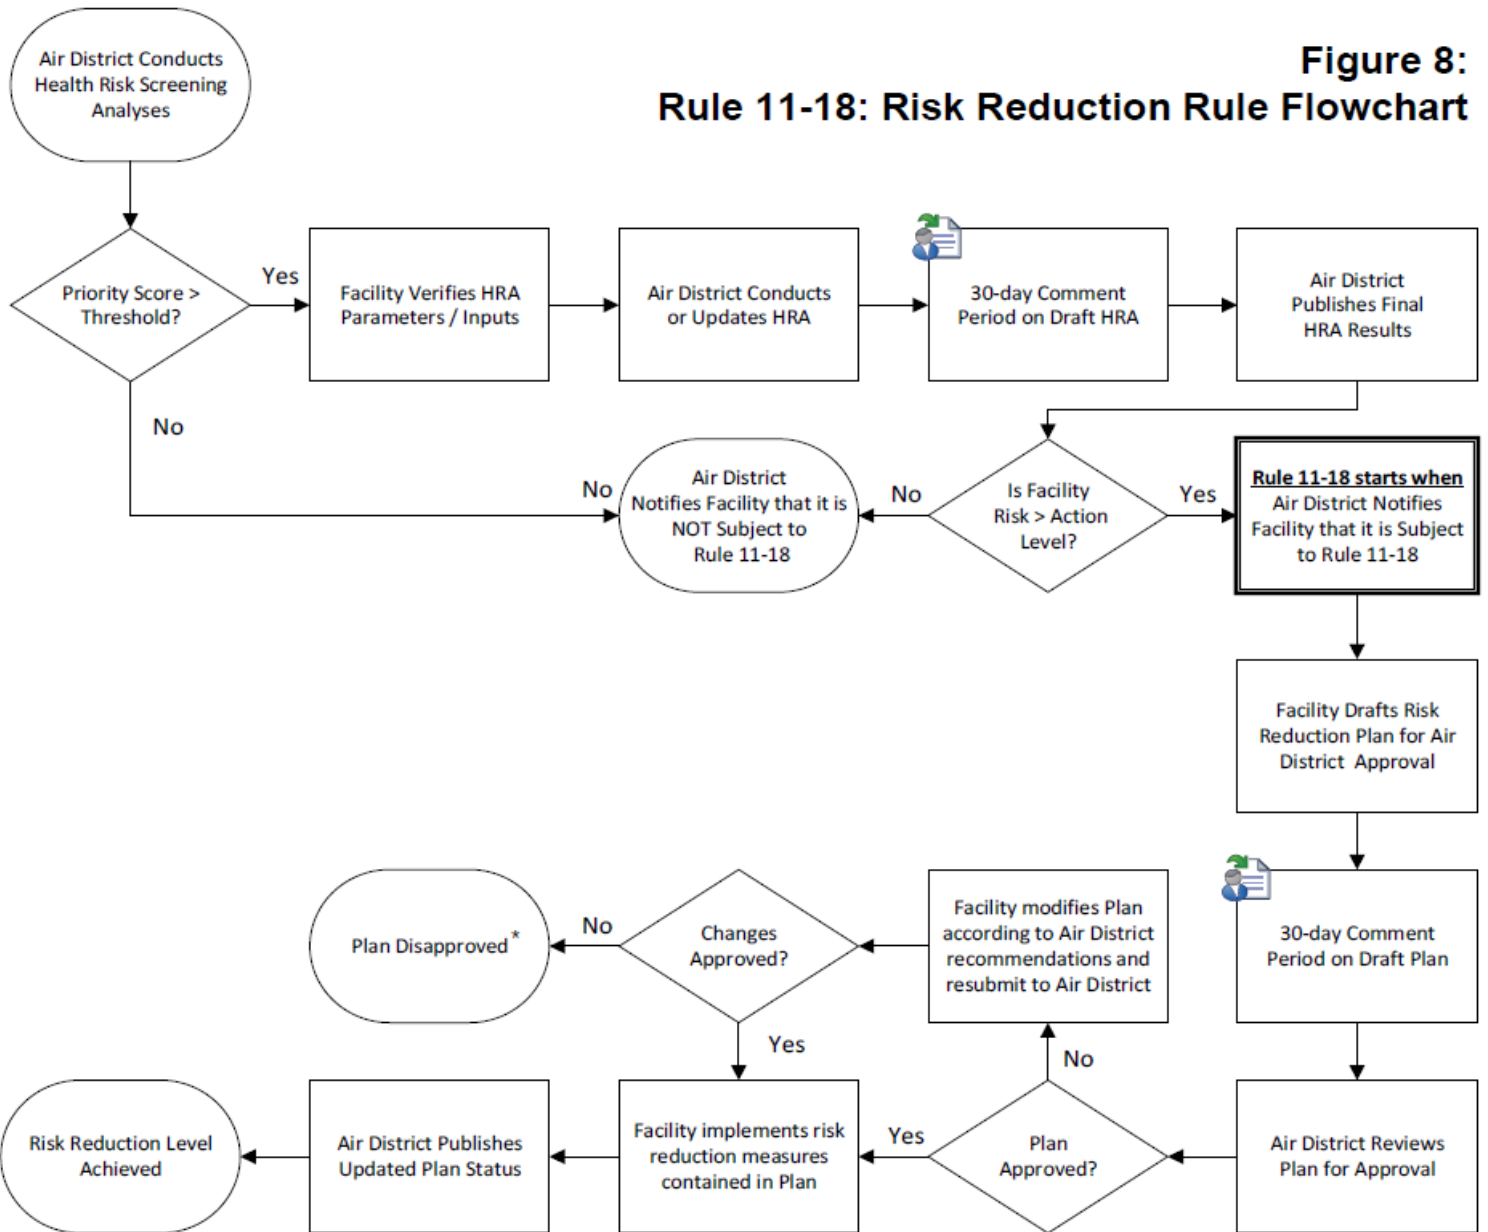 Figure 8:
Rule 11-18: Risk Reduction Rule Flowchart
Air District Conducts
Health Risk Screening
Analyses
Priority Score >
Threshold?
Yes
Facility Verifies HRA
Parameters / Inputs
Air District Conducts
or Updates HRA
30-day Comment
Period on Draft HRA
Air District
Publishes Final
HRA Results
No
No
Air District
Notifies Facility that it is
NOT Subject to
Rule 11-18
No
Is Facility
Risk > Action
Level?
Yes
Rule 11-18 starts when
Air District Notifies
Facility that it is Subject
to Rule 11-18
Facility Drafts Risk
Reduction Plan for Air
District Approval
30-day Comment
Period on Draft Plan
Air District Reviews
Plan for Approval
Plan
Approved?
No
Facility modifies Plan
according to Air District
recommendations and
resubmit to Air District
Changes
Approved?
No
Plan Disapproved*
Yes
Yes
Facility implements risk
reduction measures
contained in Plan
Air District Publishes
Updated Plan Status
Risk Reduction Level
Achieved